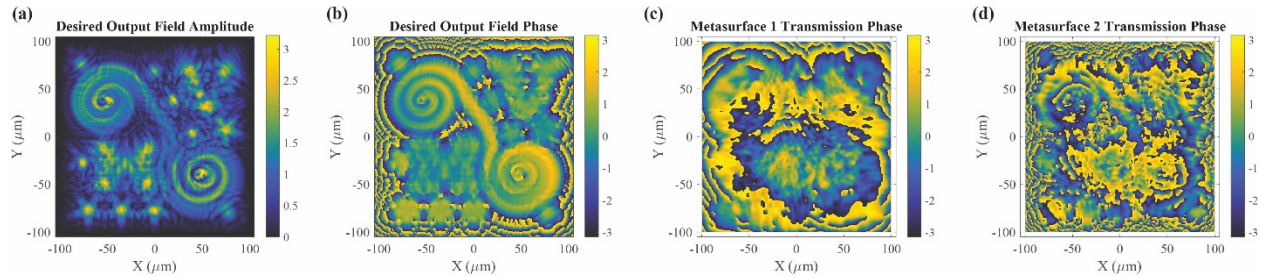 (a)
Desired Output Field Amplitude
100
50
0
-50
-100
Y (μm)
-100 -50 0 50 100
X (μm)
3
2.5
2
1.5
1
0.5
0
(b)
Desired Output Field Phase
100
50
0
-50
-100
Y (μm)
-100 -50 0 50 100
X (μm)
3
2
1
0
-1
-2
-3
(c)
Metasurface 1 Transmission Phase
100
50
0
-50
-100
Y (μm)
-100 -50 0 50 100
X (μm)
3
2
1
0
-1
-2
-3
(d)
Metasurface 2 Transmission Phase
100
50
0
-50
-100
Y (μm)
-100 -50 0 50 100
X (μm)
3
2
1
0
-1
-2
-3